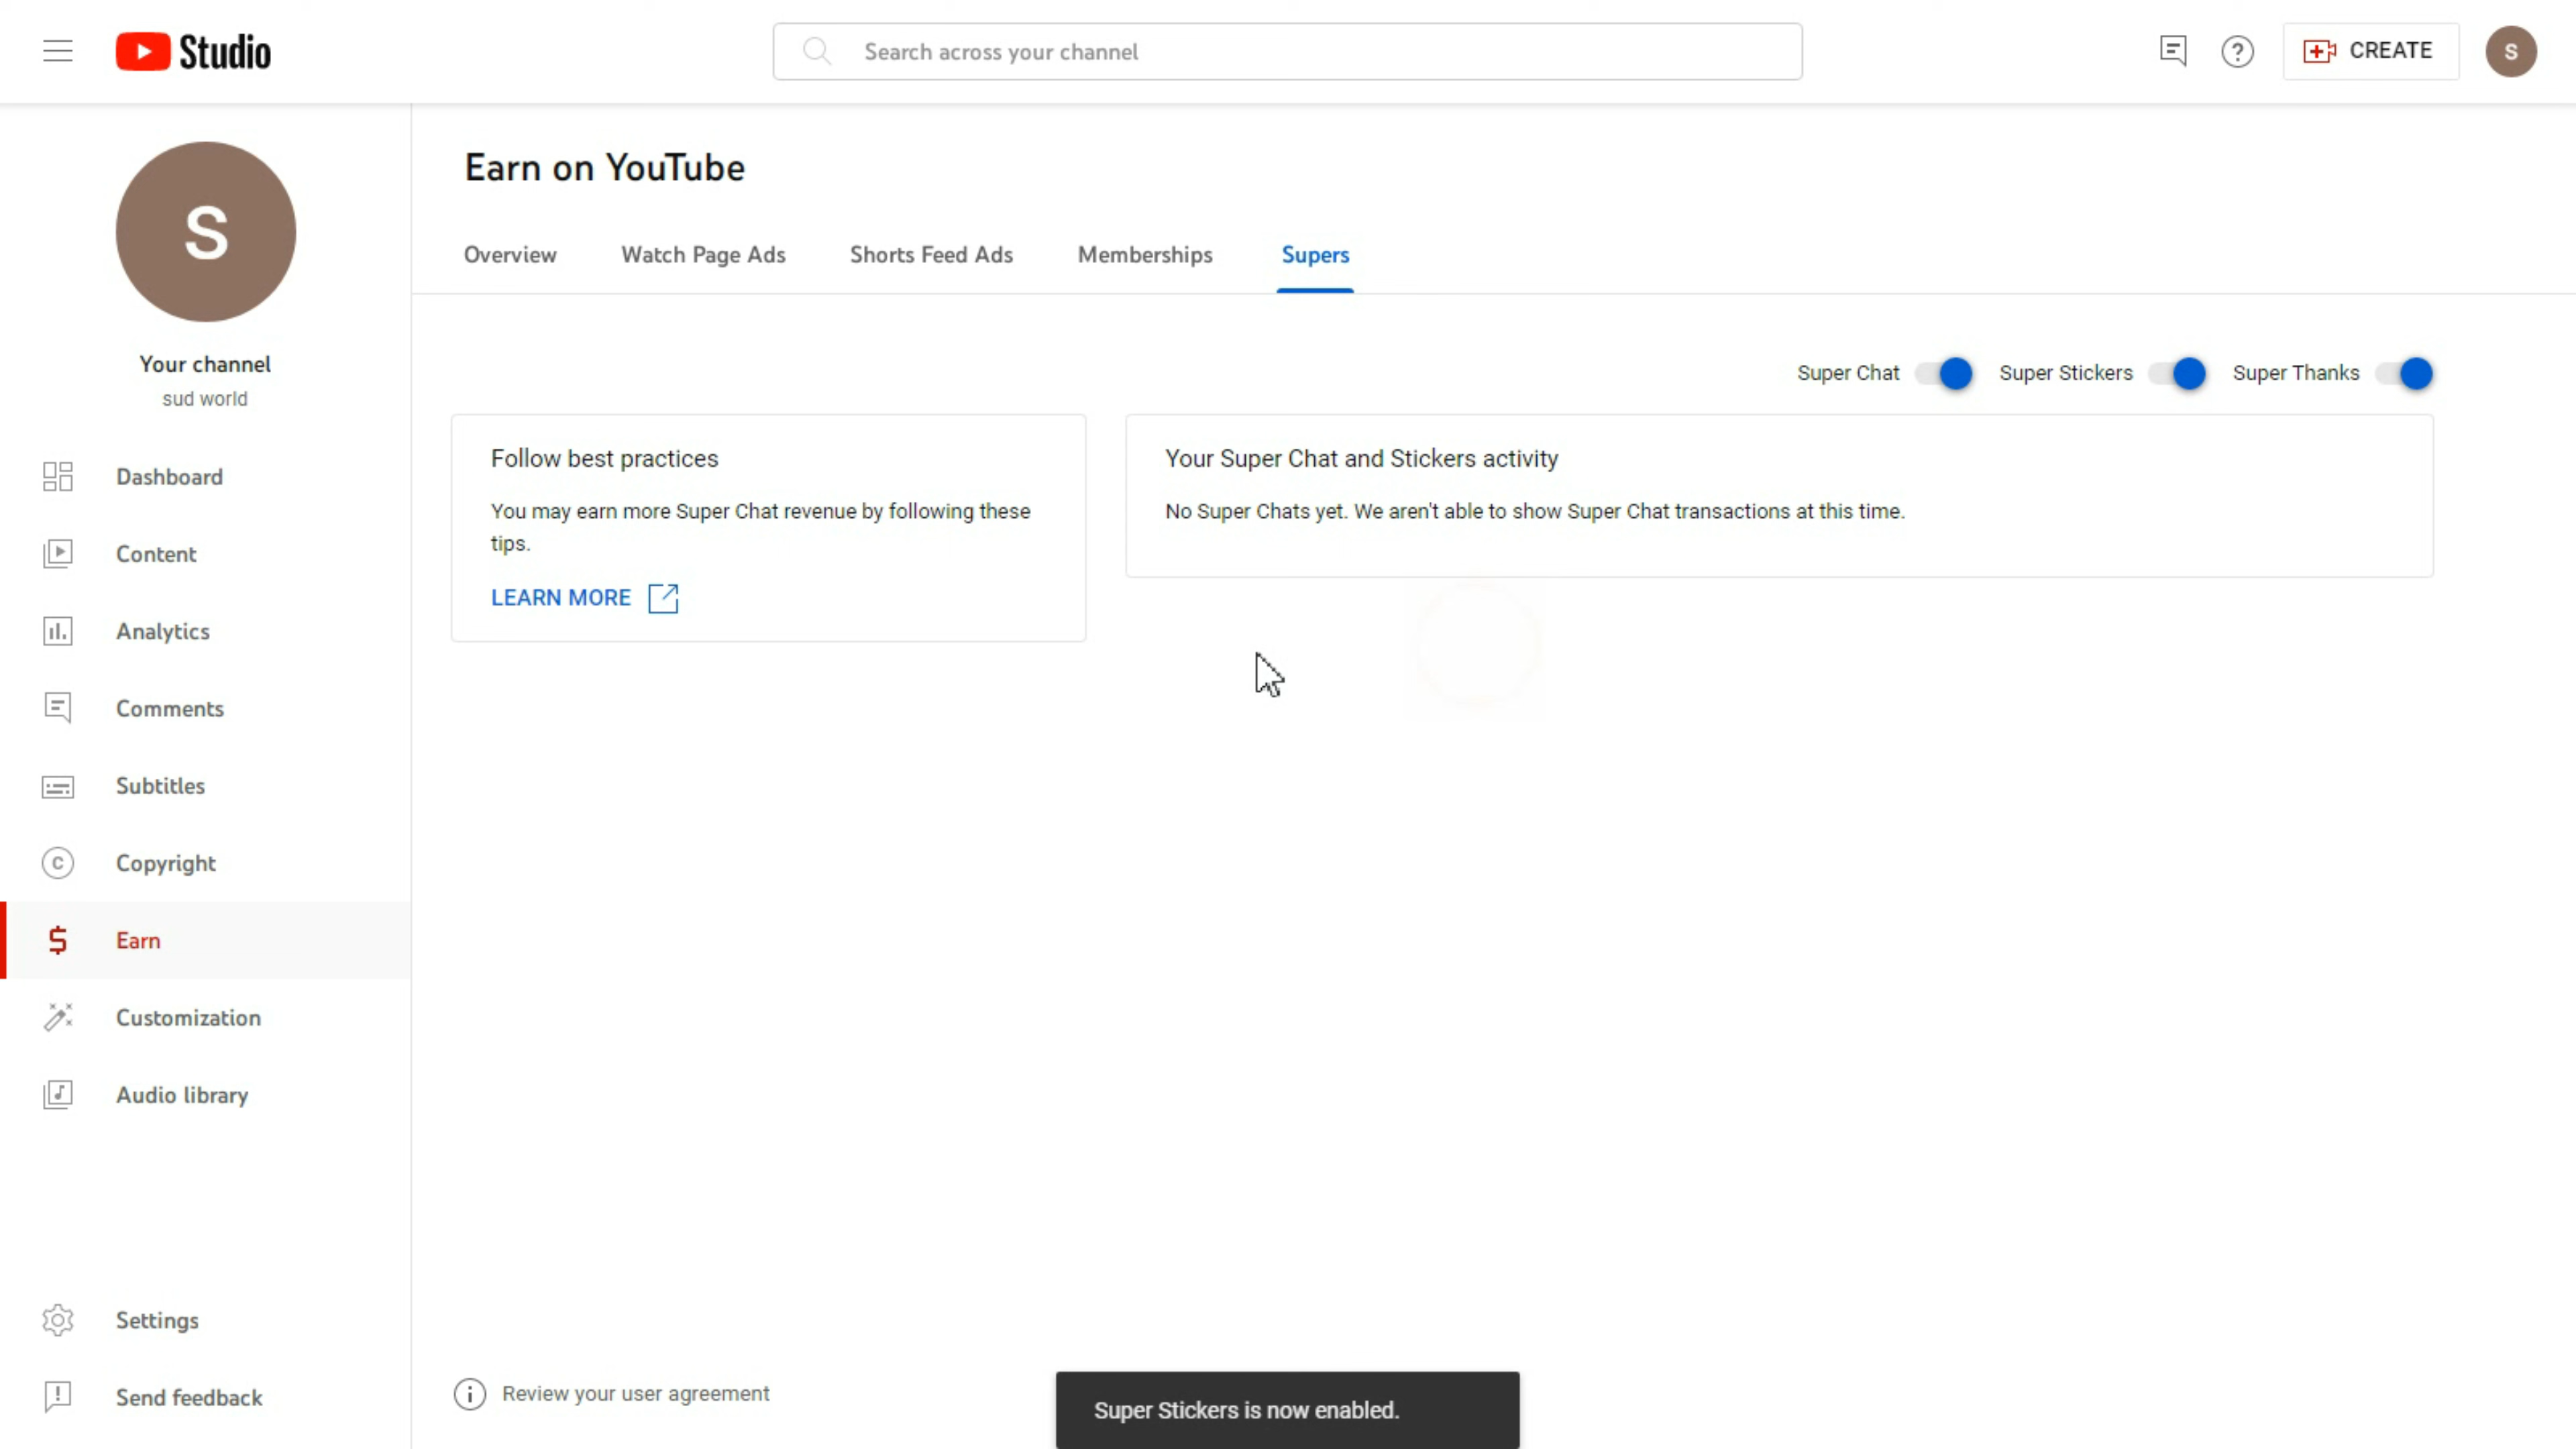 Studio
Search across your channel
CREATE
S
S
Your channel
sud world
Dashboard
Content
Analytics
Comments
Subtitles
Copyright
Earn
Customization
Audio library
Settings
Send feedback
Earn on YouTube
Overview
Watch Page Ads
Shorts Feed Ads
Memberships
Supers
Super Chat
Super Stickers
Super Thanks
Follow best practices
You may earn more Super Chat revenue by following these
tips.
LEARN MORE
Your Super Chat and Stickers activity
No Super Chats yet. We aren't able to show Super Chat transactions at this time.
Review your user agreement
Super Stickers is now enabled.